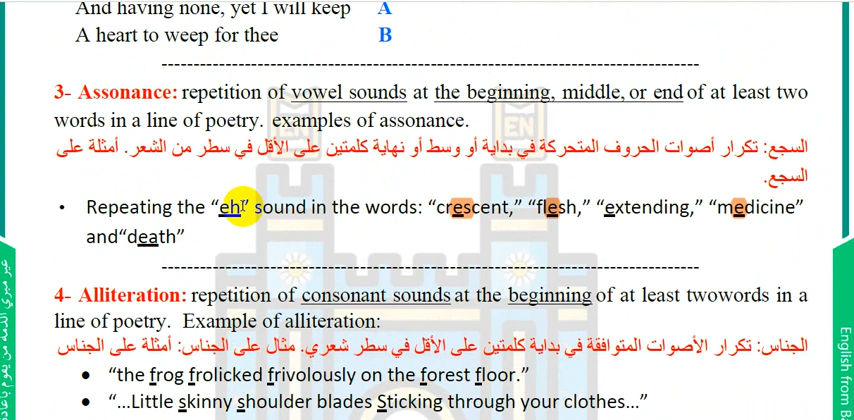 And having none, yet I will keep A
A heart to weep for thee B
3- Assonance: repetition of vowel sounds at the beginning, middle, or end of at least two
words in a line of poetry. examples of assonance.
السجع: تكرار أصوات الحروف المتحركة في بداية أو وسط أو نهاية كلمتين على الأقل في سطر من الشعر. أمثلة على
السجع.
• Repeating the “eh” sound in the words: “crescent,” “flesh,” “extending,” “medicine”
and“death”
4- Alliteration: repetition of consonant sounds at the beginning of at least twowords in a
line of poetry. Example of alliteration:
الجناس: تكرار الأصوات المتوافقة في بداية كلمتين على الأقل في سطر شعري. مثال على الجناس: أمثلة على الجناس
• “the frog frolicked frivolously on the forest floor.”
• “…Little skinny shoulder blades Sticking through your clothes…”
EN
EN
English from